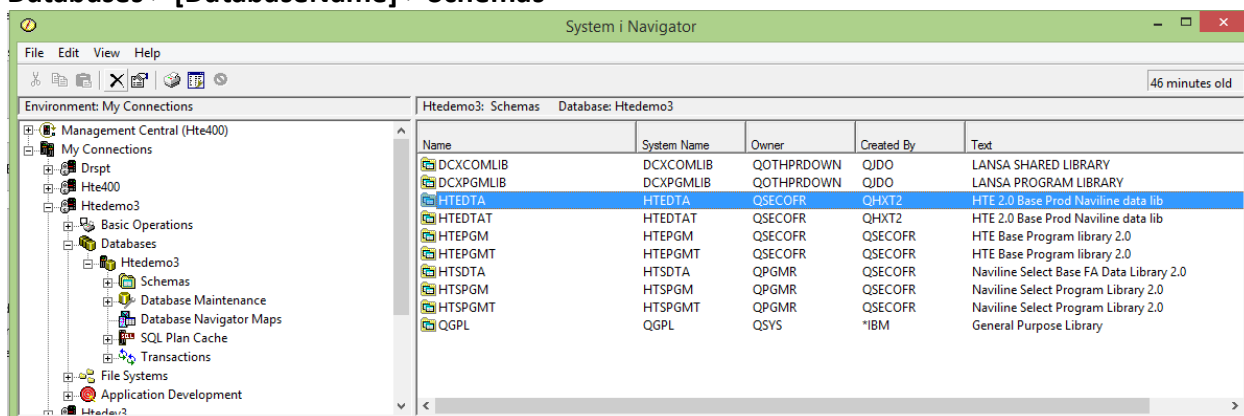 Databases > [DatabaseName] > Schemas
System i Navigator
File Edit View Help
46 minutes old
Environment: My Connections
Htedemo3: Schemas Database: Htedemo3
Management Central (Hte400)
My Connections
Drspt
Hte400
Htedemo3
Basic Operations
Databases
Htedemo3
Schemas
Database Maintenance
Database Navigator Maps
SQL Plan Cache
Transactions
File Systems
Application Development
Htedev3
Name System Name Owner Created By Text
DCXCOMLIB DCXCOMLIB QOTHPRDOWN QJDO LANSA SHARED LIBRARY
DCXPGMLIB DCXPGMLIB QOTHPRDOWN QJDO LANSA PROGRAM LIBRARY
HTEDTA HTEDTA QSECOFR QHXT2 HTE 2.0 Base Prod Naviline data lib
HTEDTAT HTEDTAT QSECOFR QHXT2 HTE 2.0 Base Prod Naviline data lib
HTEPGM HTEPGM QSECOFR QSECOFR HTE Base Program library 2.0
HTEPGMT HTEPGMT QSECOFR QSECOFR HTE Base Program library 2.0
HTSDTA HTSDTA QPGMR QSECOFR Naviline Select Base FA Data Library 2.0
HTSPGM HTSPGM QPGMR QSECOFR Naviline Select Program Library 2.0
HTSPGMT HTSPGMT QPGMR QSECOFR Naviline Select Program Library 2.0
QGPL QGPL QSYS *IBM General Purpose Library